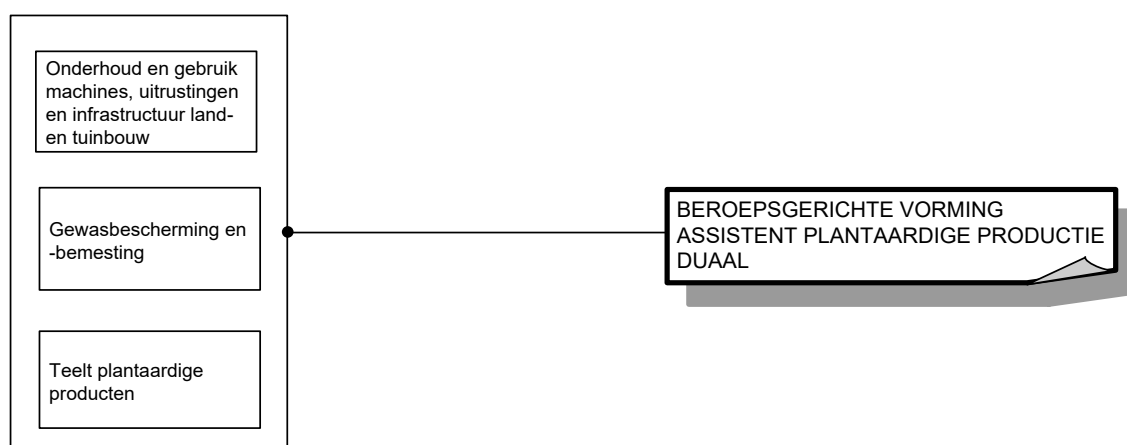 Onderhoud en gebruik
machines, uitrustingen
en infrastructuur land-
en tuinbouw
Gewasbescherming en
-bemesting
Teelt plantaardige
producten
BEROEPSGERICHTE VORMING
ASSISTENT PLANTAARDIGE PRODUCTIE
DUAAL